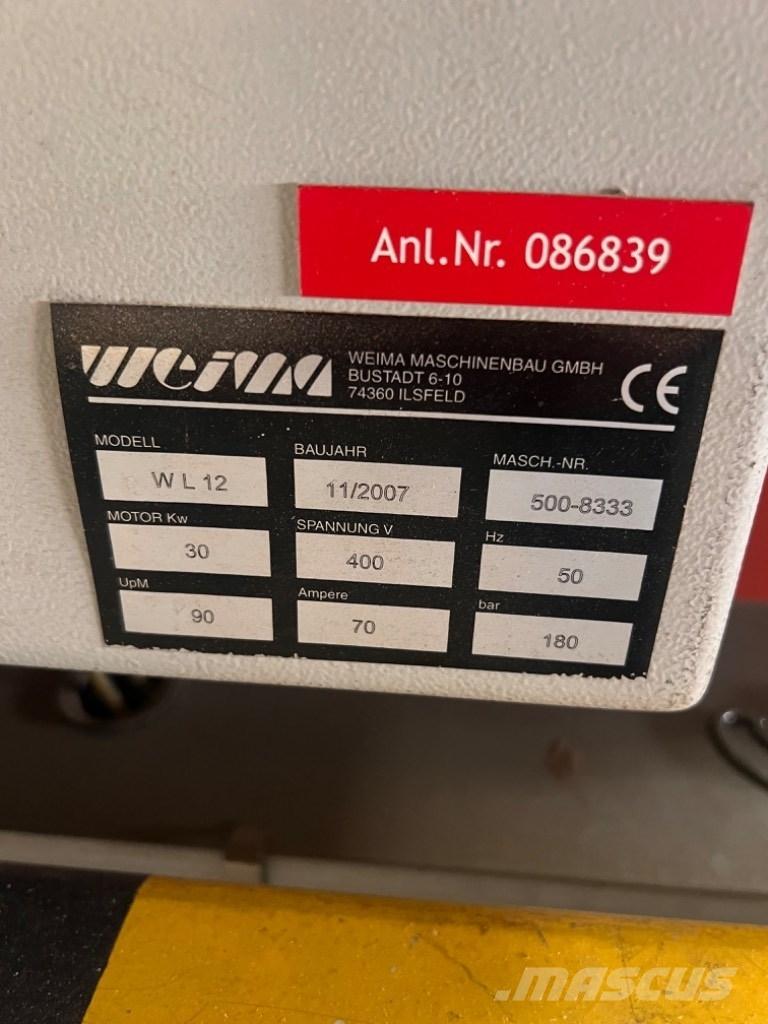 Anl.Nr. 086839
weima
WEIMA MASCHINENBAU GMBH
BUSTADT 6-10
74360 ILSFELD
CE
MODELL BAUJAHR MASCH.-NR.
W L 12 11/2007 500-8333
MOTOR Kw SPANNUNG V Hz
30 400 50
UpM Ampere bar
90 70 180
MASCUS